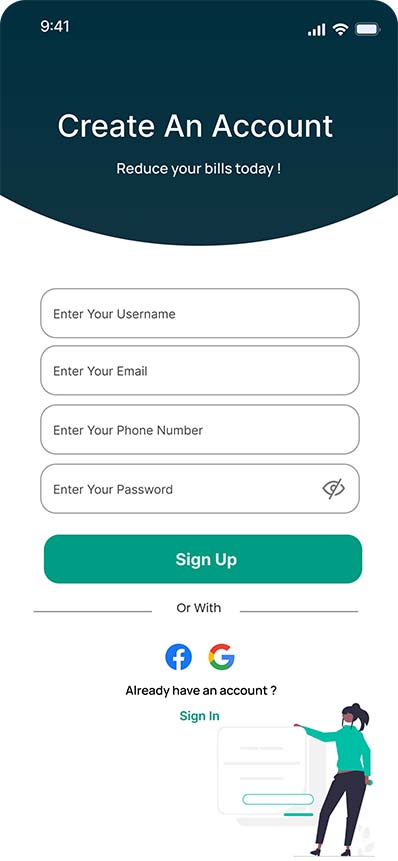 9:41
Create An Account
Reduce your bills today !
Enter Your Username
Enter Your Email
Enter Your Phone Number
Enter Your Password
Sign Up
Or With
Already have an account ?
Sign In